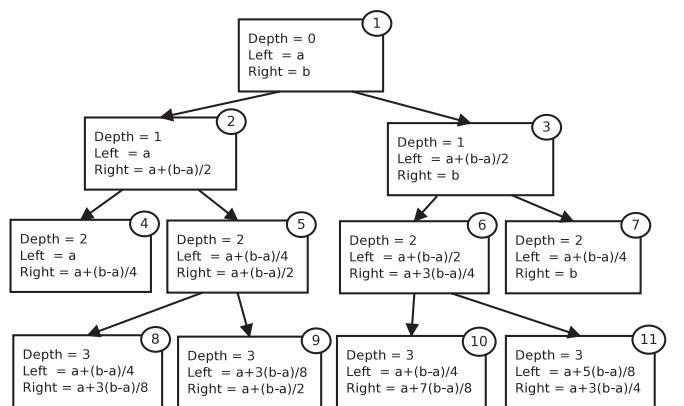 1
Depth = 0
Left = a
Right = b
2
Depth = 1
Left = a
Right = a+(b-a)/2
3
Depth = 1
Left = a+(b-a)/2
Right = b
4
Depth = 2
Left = a
Right = a+(b-a)/4
5
Depth = 2
Left = a+(b-a)/4
Right = a+(b-a)/2
6
Depth = 2
Left = a+(b-a)/2
Right = a+3(b-a)/4
7
Depth = 2
Left = a+(b-a)/4
Right = b
8
Depth = 3
Left = a+(b-a)/4
Right = a+3(b-a)/8
9
Depth = 3
Left = a+3(b-a)/8
Right = a+(b-a)/2
10
Depth = 3
Left = a+(b-a)/4
Right = a+7(b-a)/8
11
Depth = 3
Left = a+5(b-a)/8
Right = a+3(b-a)/4